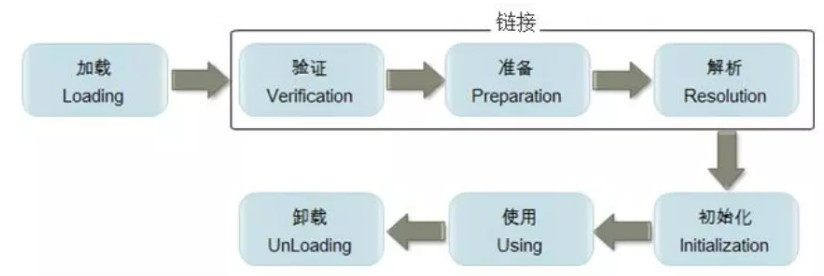 链接
加载
Loading
验证
Verification
准备
Preparation
解析
Resolution
卸载
UnLoading
使用
Using
初始化
Initialization